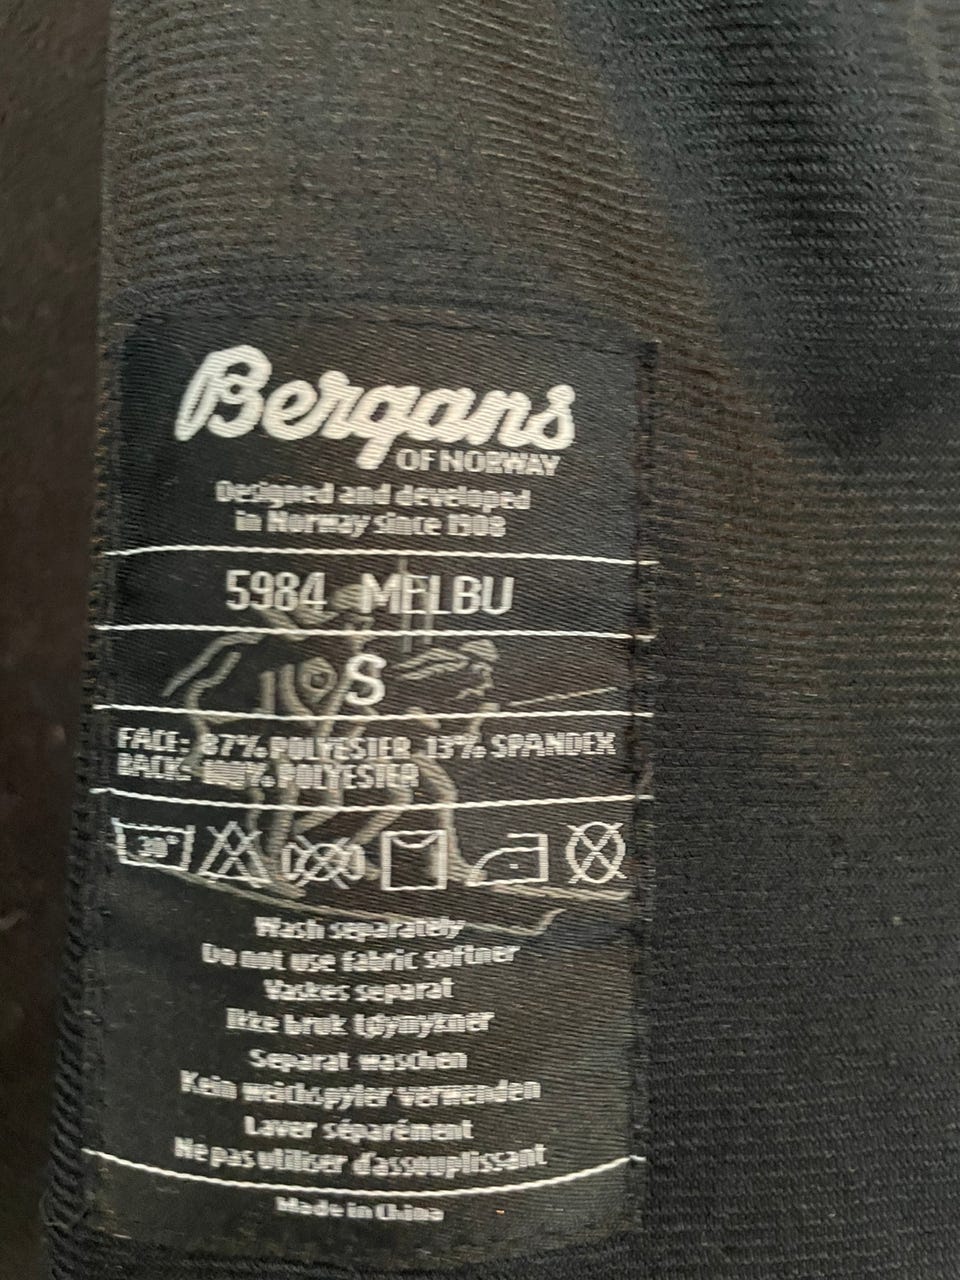 Bergans
OF NORWAY
Designed and developed
in Norway since 1908
5984 MELBU
S
FACE: 87% POLYESTER 13% SPANDEX
BACK: 100% POLYESTER
30°
Wash separately
Do not use fabric softner
Vaskes separat
Ikke bruk tøymykner
Separat waschen
Kein weichspyler verwenden
Laver séparément
Ne pas utiliser d'assouplissant
Made in China